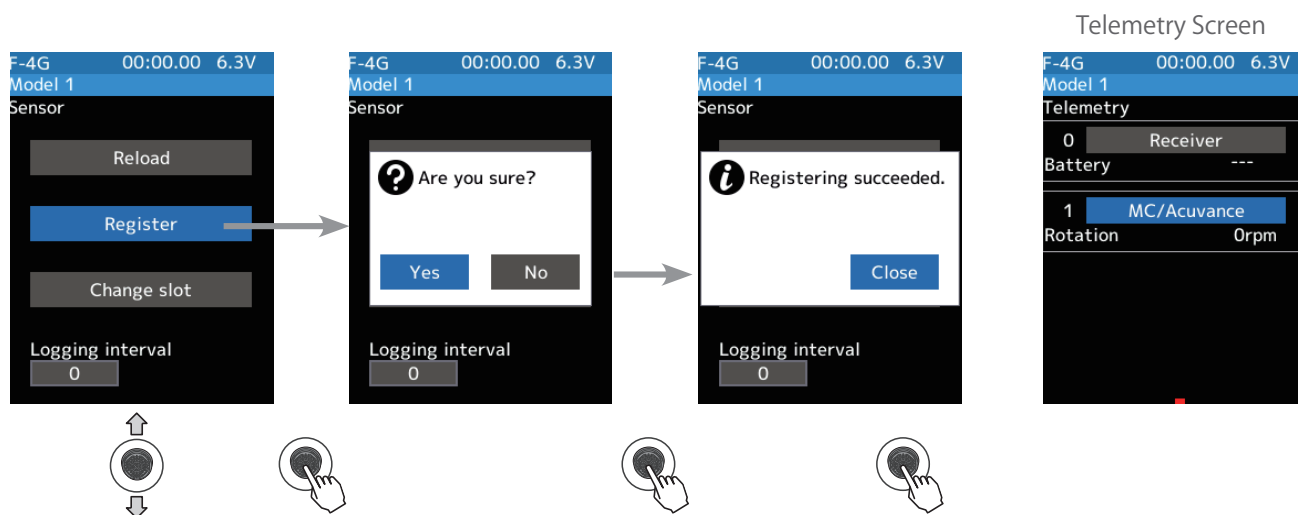 Telemetry Screen
F-4G 00:00.00 6.3V
Model 1
Sensor
Reload
Register
Change slot
Logging interval
0
F-4G 00:00.00 6.3V
Model 1
Sensor
? Are you sure?
Yes No
Logging interval
0
F-4G 00:00.00 6.3V
Model 1
Sensor
i Registering succeeded.
Close
Logging interval
0
F-4G 00:00.00 6.3V
Model 1
Telemetry
0 Receiver
Battery ---
1 MC/Acuvance
Rotation 0rpm